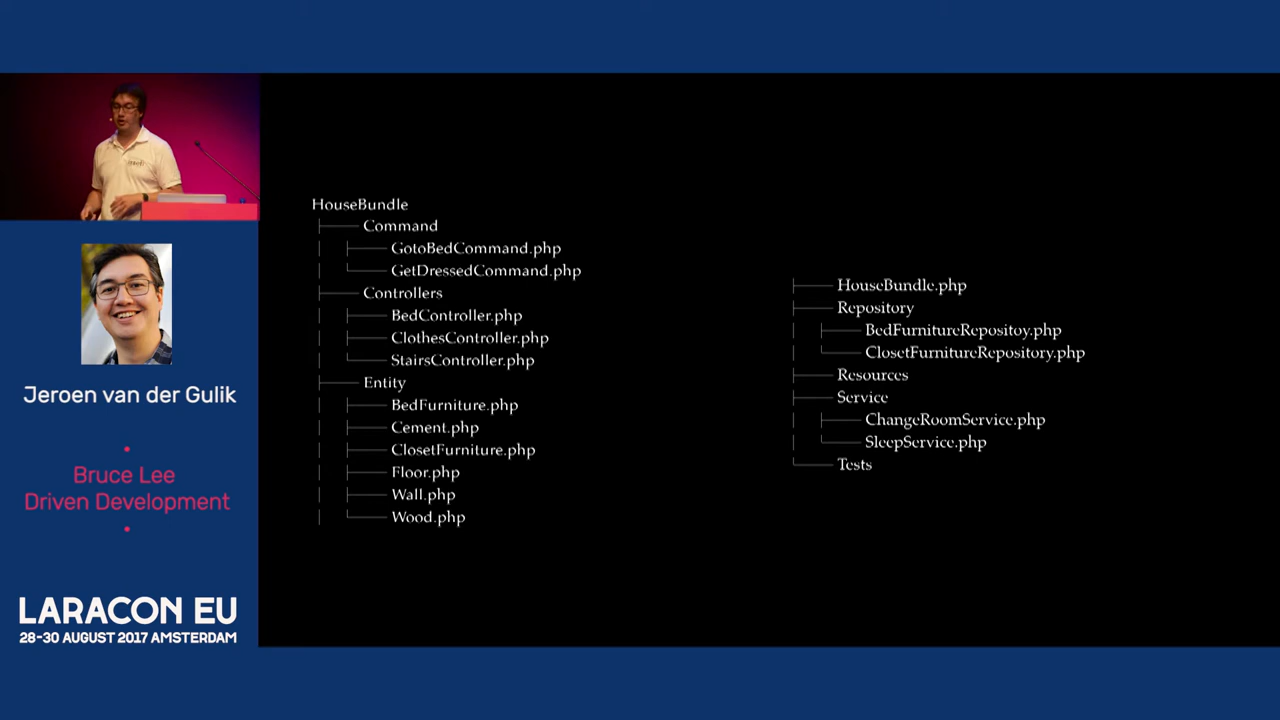 HouseBundle
Command
GotoBedCommand.php
GetDressedCommand.php
Controllers
BedController.php
ClothesController.php
StairsController.php
Entity
BedFurniture.php
Cement.php
ClosetFurniture.php
Floor.php
Wall.php
Wood.php
HouseBundle.php
Repository
BedFurnitureRepositoy.php
ClosetFurnitureRepository.php
Resources
Service
ChangeRoomService.php
SleepService.php
Tests
Jeroen van der Gulik
Bruce Lee
Driven Development
LARACON EU
28-30 AUGUST 2017 AMSTERDAM